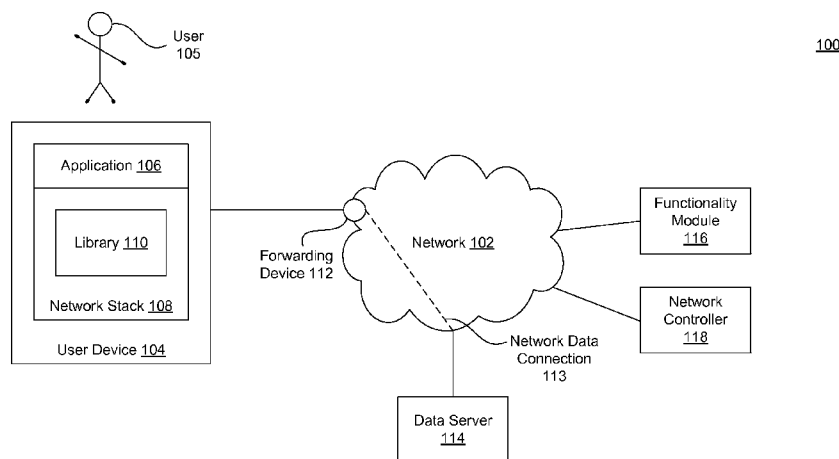 User
105
100
Application 106
Library 110
Network Stack 108
User Device 104
Forwarding
Device 112
Network 102
Network Data
Connection
113
Data Server
114
Functionality
Module
116
Network
Controller
118